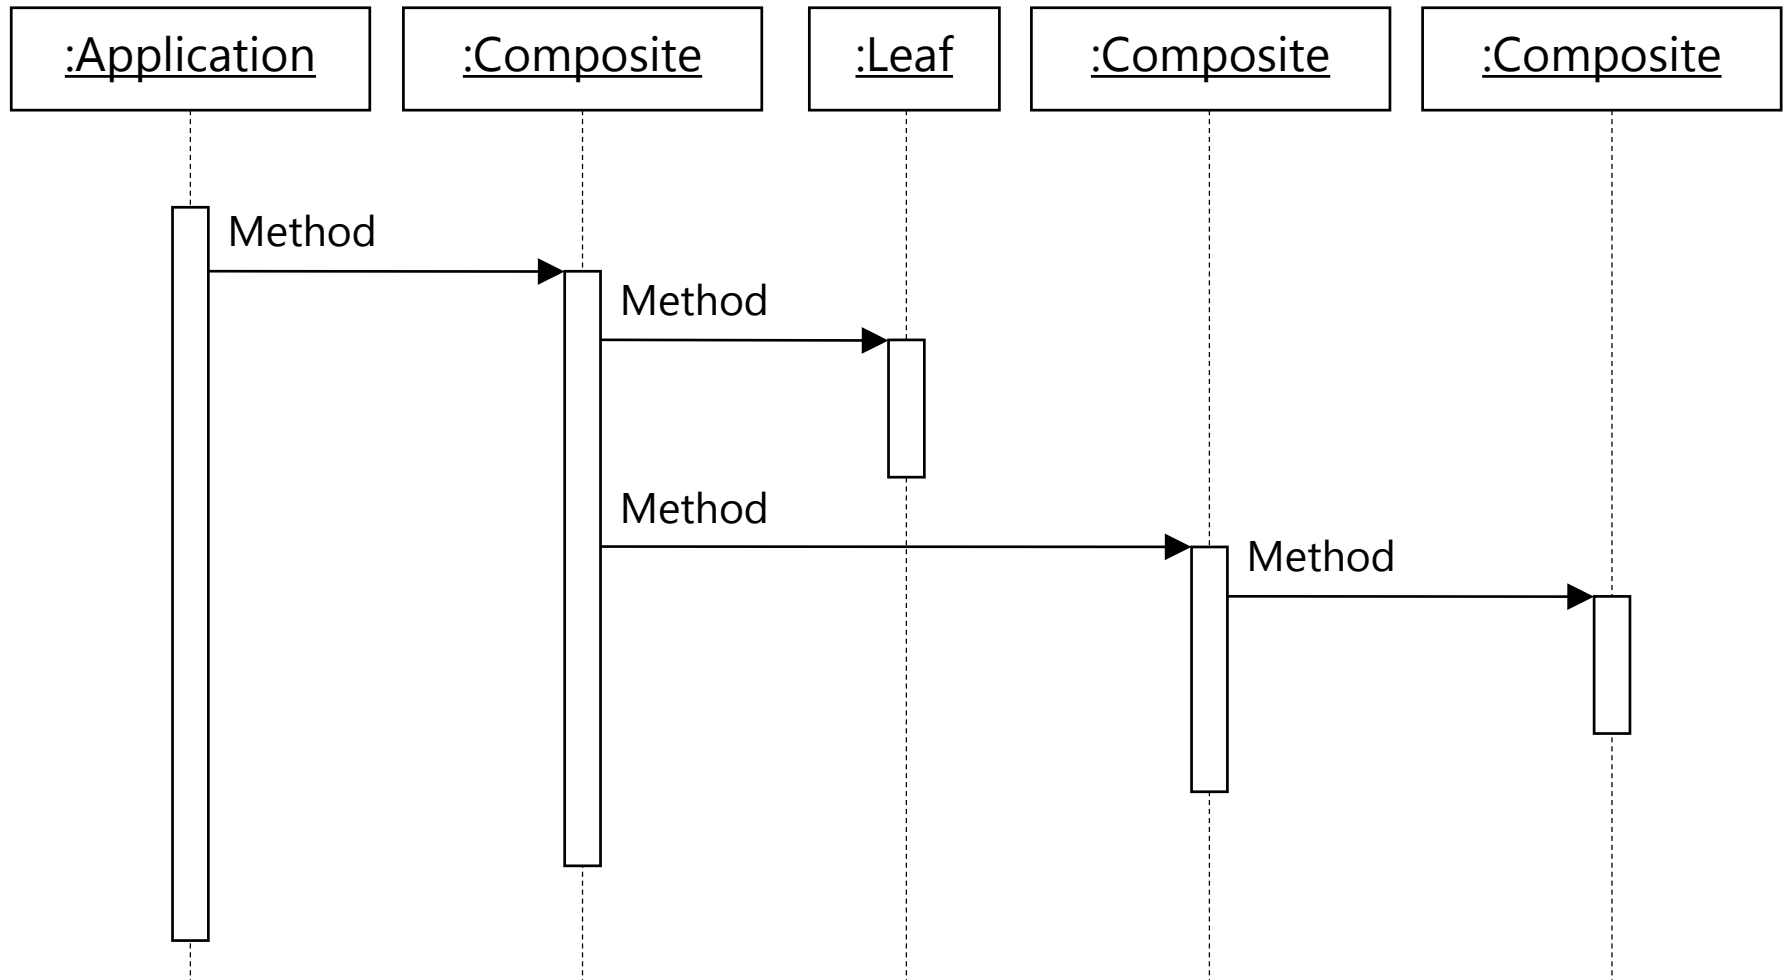 :Application
:Composite
:Leaf
:Composite
:Composite
Method
Method
Method
Method